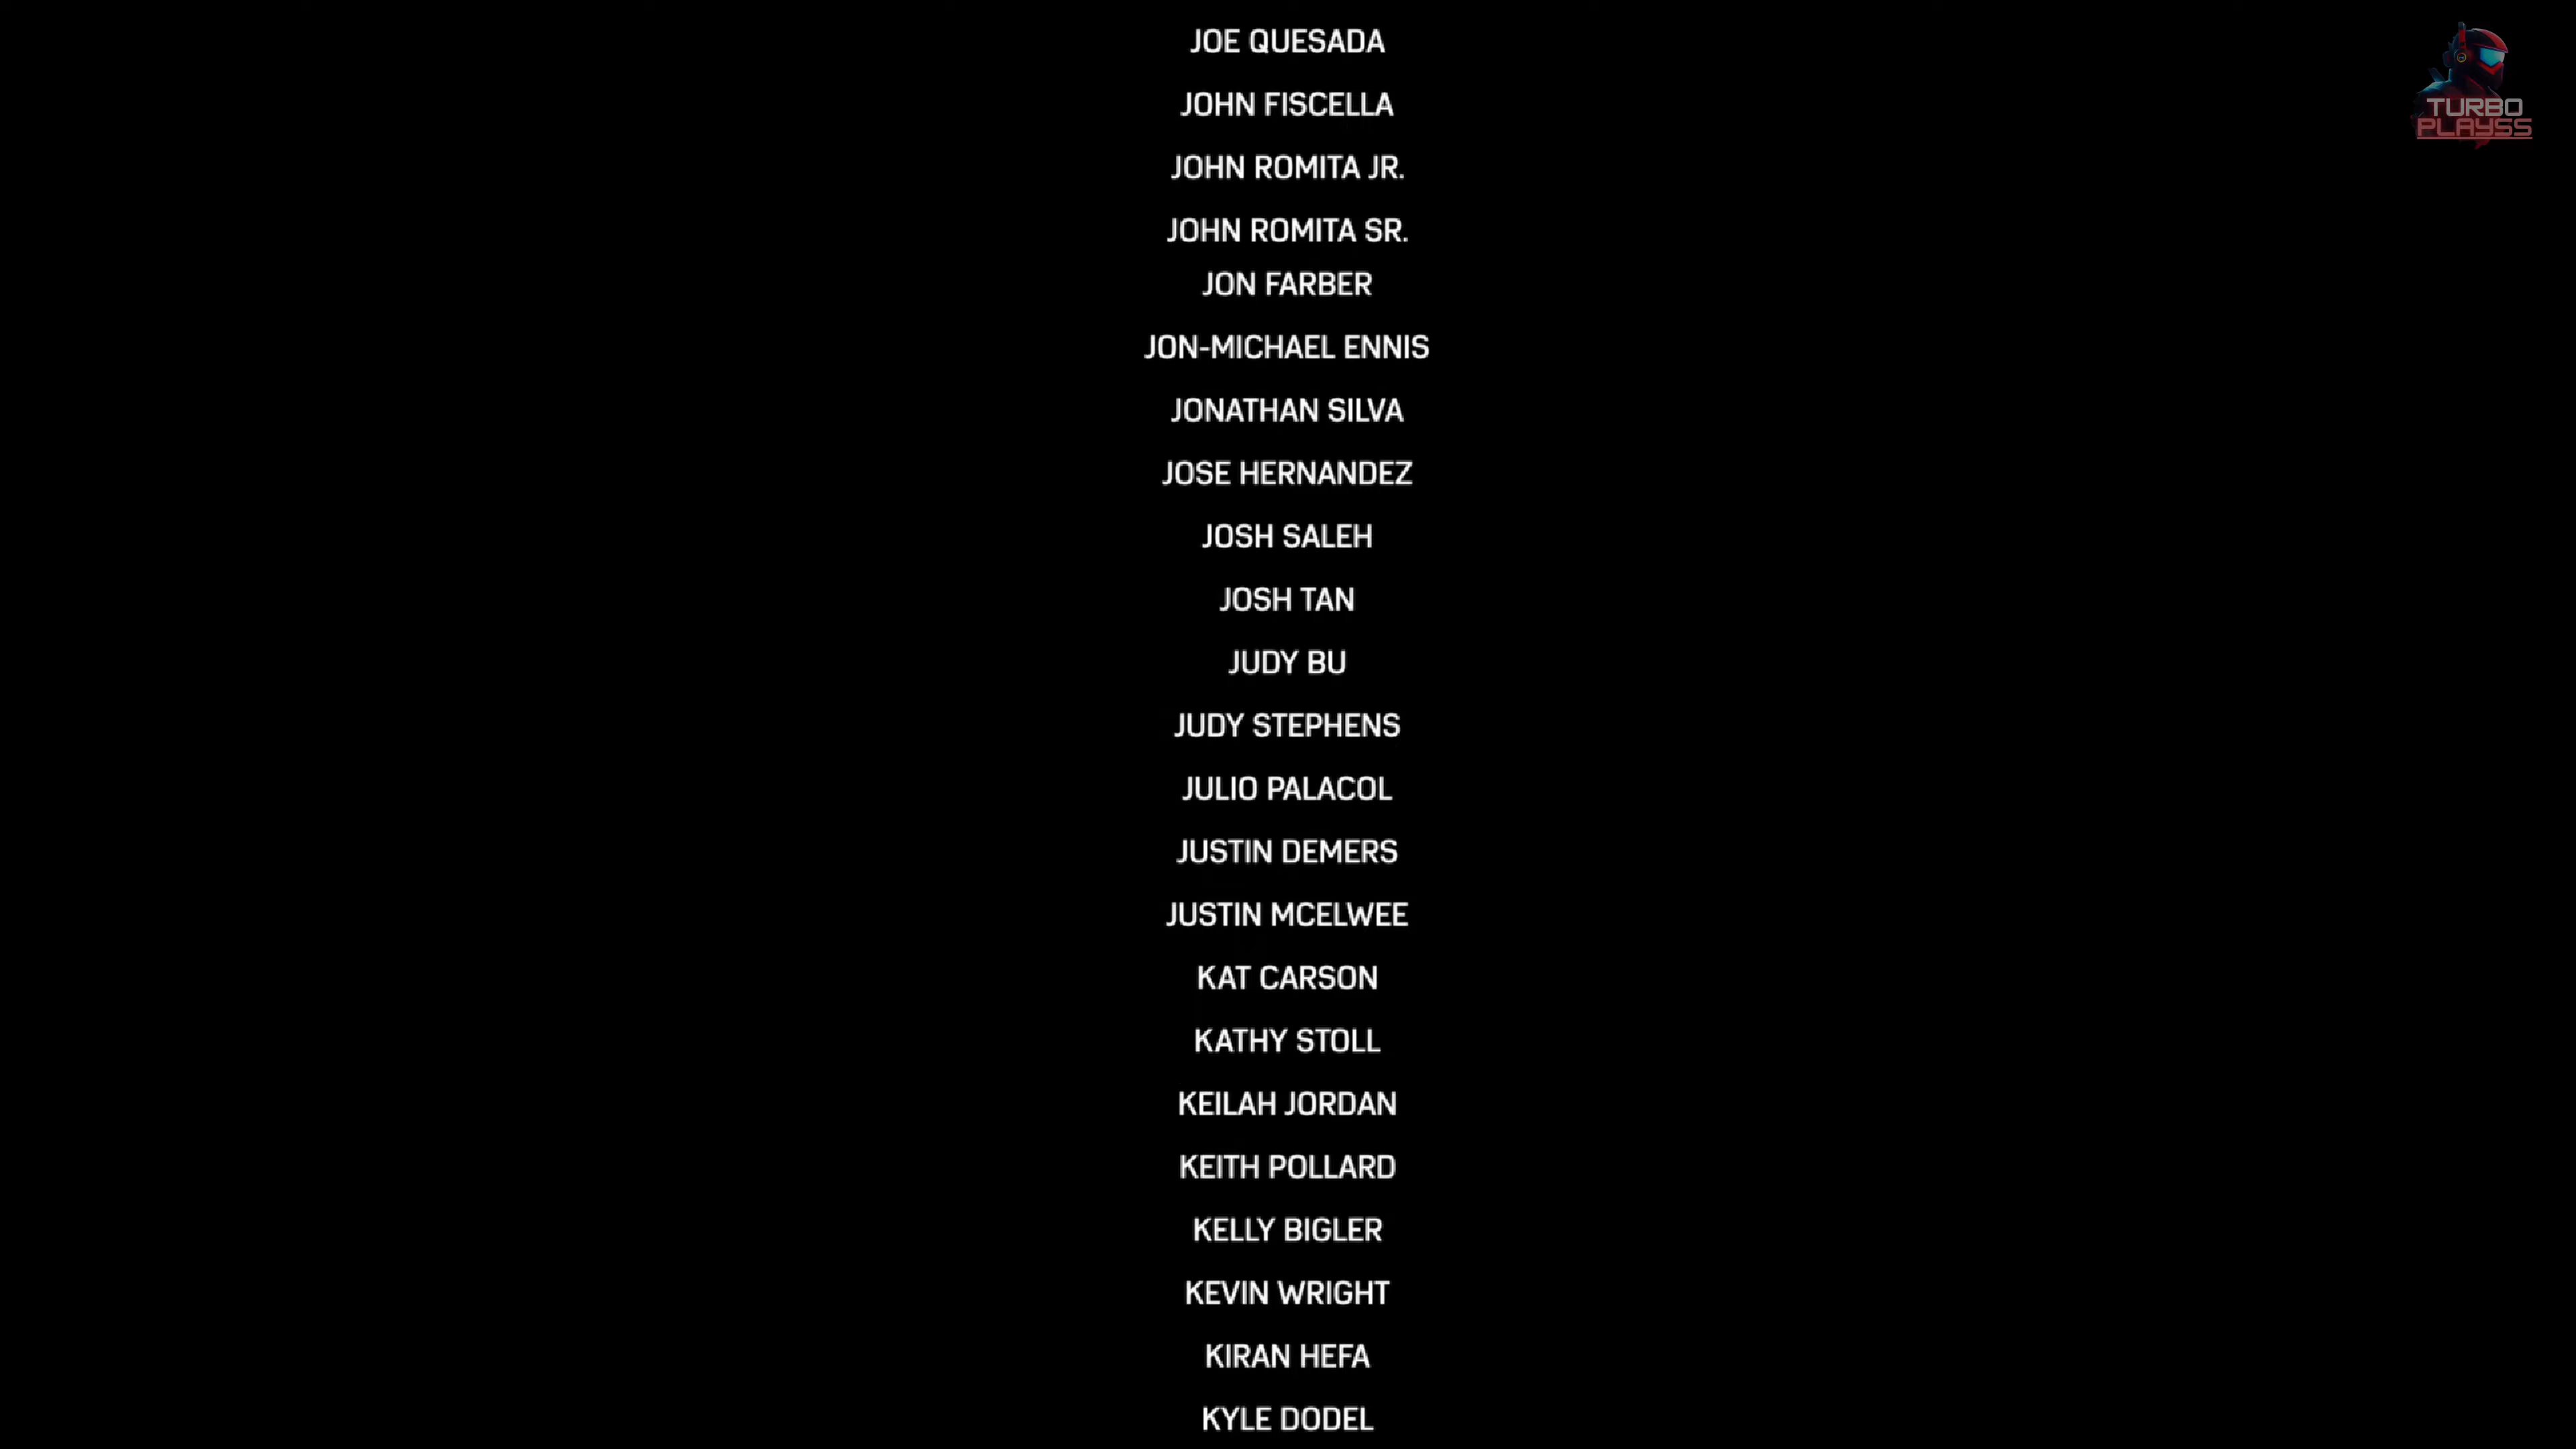 JOE QUESADA
JOHN FISCELLA
JOHN ROMITA JR.
JOHN ROMITA SR.
JON FARBER
JON-MICHAEL ENNIS
JONATHAN SILVA
JOSE HERNANDEZ
JOSH SALEH
JOSH TAN
JUDY BU
JUDY STEPHENS
JULIO PALACOL
JUSTIN DEMERS
JUSTIN MCELWEE
KAT CARSON
KATHY STOLL
KEILAH JORDAN
KEITH POLLARD
KELLY BIGLER
KEVIN WRIGHT
KIRAN HEFA
KYLE DODEL
TURBO
PLAYSS